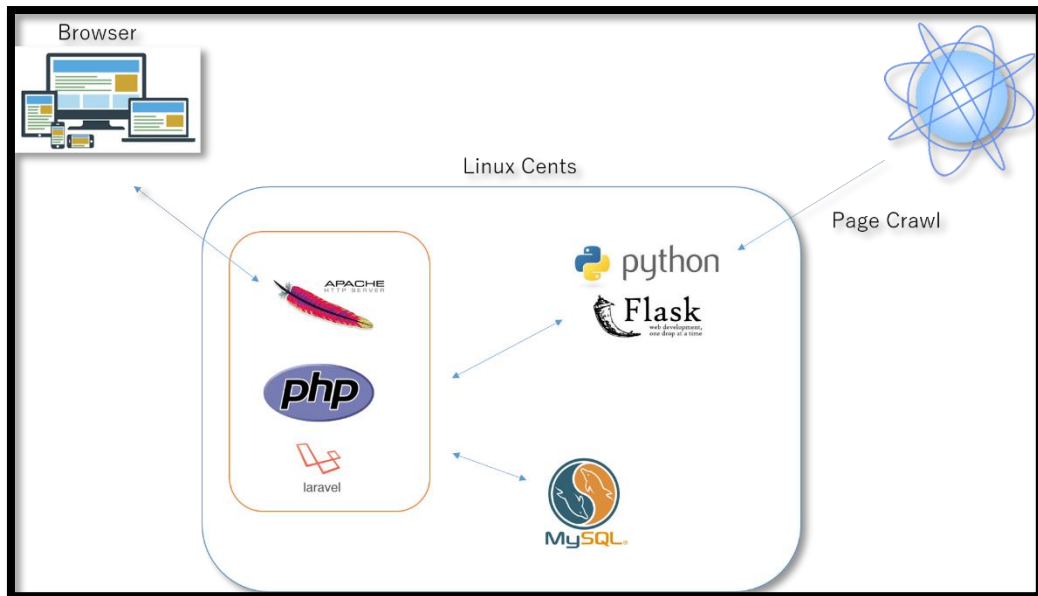 Browser
Linux Cents
Page Crawl
APACHE
HTTP SERVER
python
Flask
web development,
one drop at a time
php
laravel
MySQL